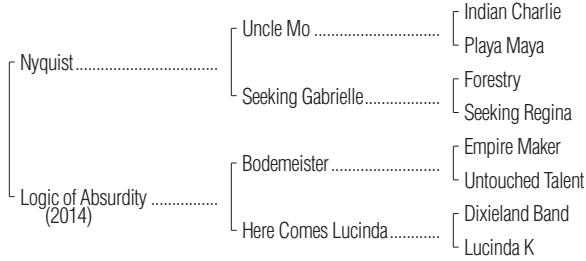 Indian Charlie
Uncle Mo ................................
Playa Maya
Nyquist....................................
Forestry
Seeking Gabrielle...................
Seeking Regina
Empire Maker
Bodemeister............................
Untouched Talent
Logic of Absurdity .................
(2014)
Dixieland Band
Here Comes Lucinda.............
Lucinda K